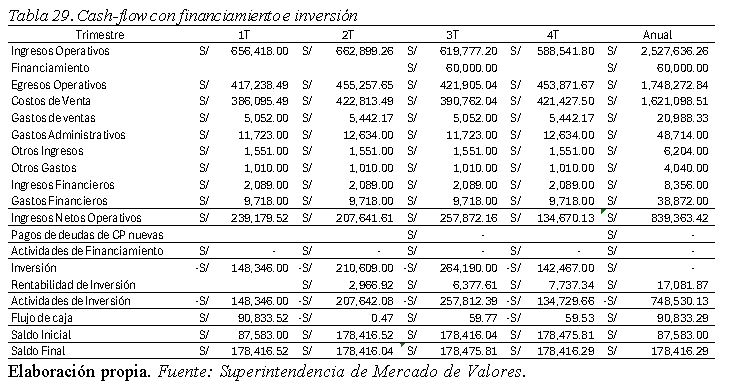 Tabla 29. Cash-flow con financiamiento e inversión
Trimestre 1T 2T 3T 4T Anual
Ingresos Operativos S/ 656,418.00 S/ 662,899.26 S/ 619,777.20 S/ 588,541.80 S/ 2,527,636.26
Financiamiento S/ 60,000.00 S/ 60,000.00
Egresos Operativos S/ 417,238.49 S/ 455,257.65 S/ 421,905.04 S/ 453,871.67 S/ 1,748,272.84
Costos de Venta S/ 386,095.49 S/ 422,813.49 S/ 390,762.04 S/ 421,427.50 S/ 1,621,098.51
Gastos de ventas S/ 5,052.00 S/ 5,442.17 S/ 5,052.00 S/ 5,442.17 S/ 20,988.33
Gastos Administrativos S/ 11,723.00 S/ 12,634.00 S/ 11,723.00 S/ 12,634.00 S/ 48,714.00
Otros Ingresos S/ 1,551.00 S/ 1,551.00 S/ 1,551.00 S/ 1,551.00 S/ 6,204.00
Otros Gastos S/ 1,010.00 S/ 1,010.00 S/ 1,010.00 S/ 1,010.00 S/ 4,040.00
Ingresos Financieros S/ 2,089.00 S/ 2,089.00 S/ 2,089.00 S/ 2,089.00 S/ 8,356.00
Gastos Financieros S/ 9,718.00 S/ 9,718.00 S/ 9,718.00 S/ 9,718.00 S/ 38,872.00
Ingresos Netos Operativos S/ 239,179.52 S/ 207,641.61 S/ 257,872.16 S/ 134,670.13 S/ 839,363.42
Pagos de deudas de CP nuevas S/ - S/ -
Actividades de Financiamiento S/ - S/ - S/ - S/ - S/ -
Inversión -S/ 148,346.00 -S/ 210,609.00 -S/ 264,190.00 -S/ 142,467.00 S/ -
Rentabilidad de Inversión S/ 2,966.92 S/ 6,377.61 S/ 7,737.34 S/ 17,081.87
Actividades de Inversión -S/ 148,346.00 -S/ 207,642.08 -S/ 257,812.39 -S/ 134,729.66 -S/ 748,530.13
Flujo de caja S/ 90,833.52 -S/ 0.47 S/ 59.77 -S/ 59.53 S/ 90,833.29
Saldo Inicial S/ 87,583.00 S/ 178,416.52 S/ 178,416.04 S/ 178,475.81 S/ 87,583.00
Saldo Final S/ 178,416.52 S/ 178,416.04 S/ 178,475.81 S/ 178,416.29 S/ 178,416.29
Elaboración propia. Fuente: Superintendencia de Mercado de Valores.